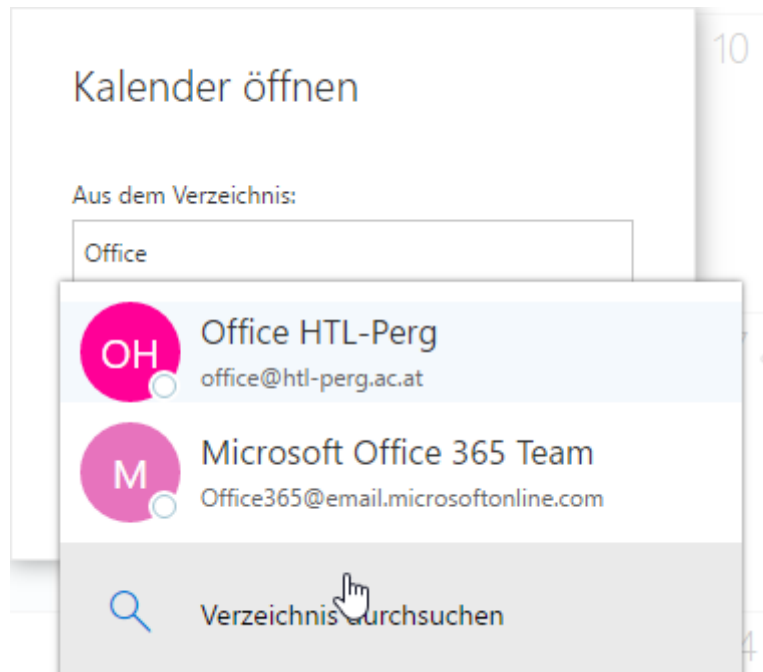 10
Kalender öffnen
Aus dem Verzeichnis:
Office
OH
Office HTL-Perg
office@htl-perg.ac.at
M
Microsoft Office 365 Team
Office365@email.microsoftonline.com
Verzeichnis durchsuchen
4